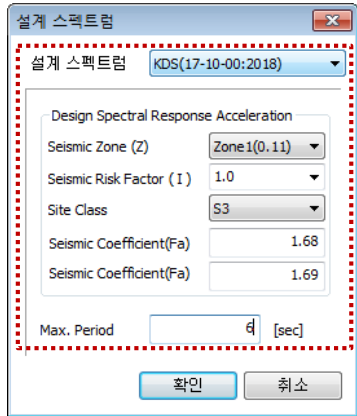 설계 스펙트럼
설계 스펙트럼 KDS(17-10-00:2018)
Design Spectral Response Acceleration
Seismic Zone (Z) Zone1(0.11)
Seismic Risk Factor (I) 1.0
Site Class S3
Seismic Coefficient(Fa) 1.68
Seismic Coefficient(Fa) 1.69
Max. Period 6 [sec]
확인 취소